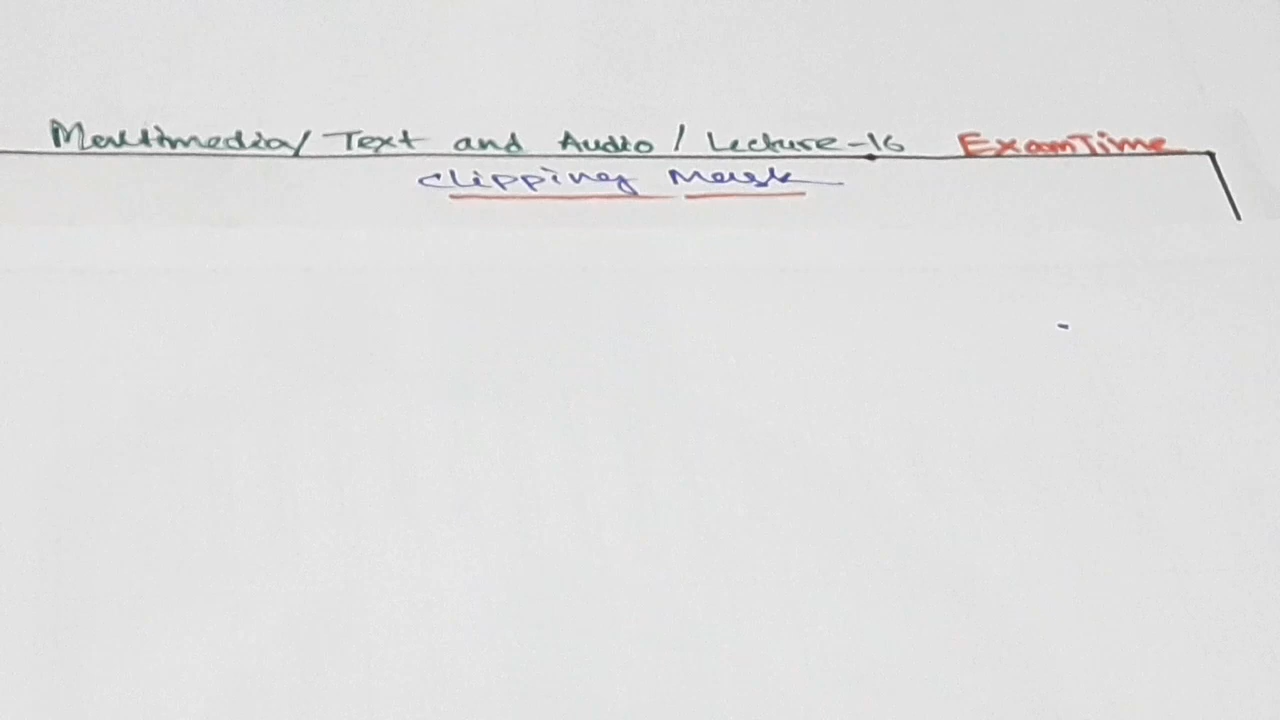 Multimedia/ Text and Audio / Lecture-16 ExamTime
Clipping Mask